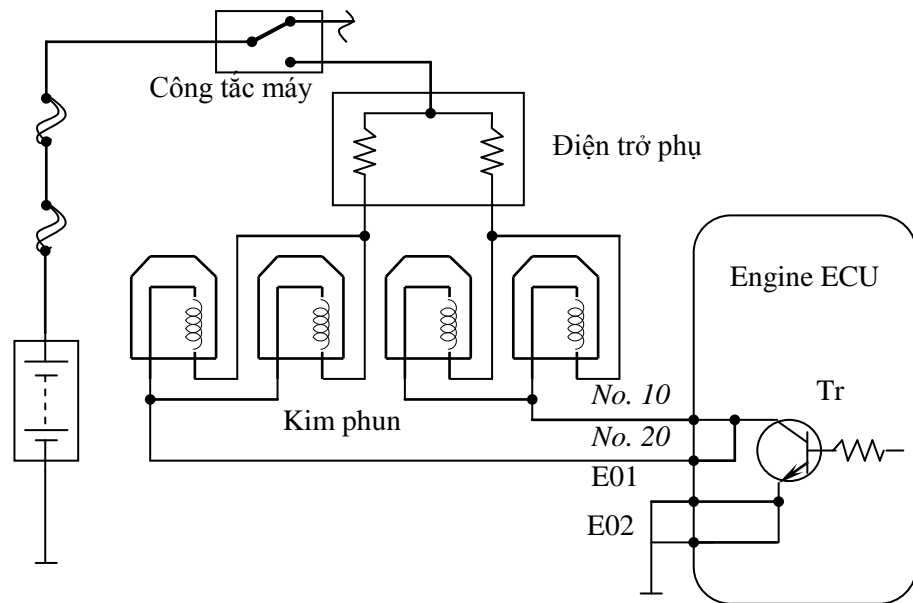 Công tắc máy
Điện trở phụ
Engine ECU
Kim phun
No. 10
Tr
No. 20
E01
E02